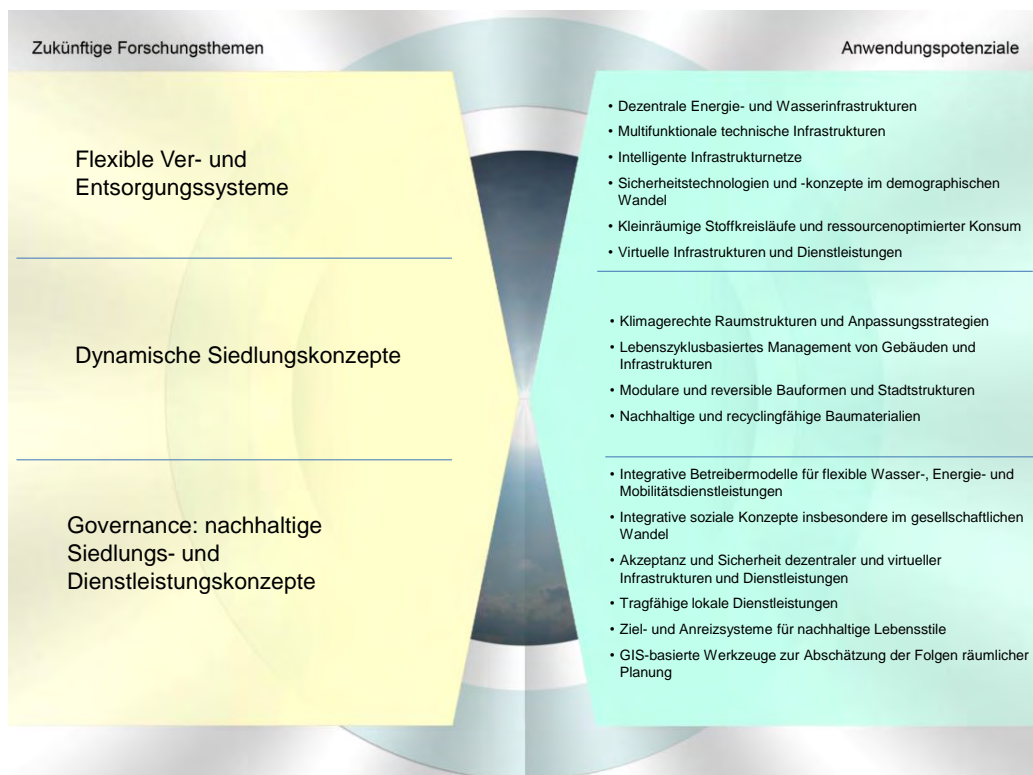 Zukünftige Forschungsthemen
Anwendungspotenziale
Flexible Ver- und
Entsorgungssysteme
• Dezentrale Energie- und Wasserinfrastrukturen
• Multifunktionale technische Infrastrukturen
• Intelligente Infrastrukturnetze
• Sicherheitstechnologien und -konzepte im demographischen
Wandel
• Kleinräumige Stoffkreisläufe und ressourcenoptimierter Konsum
• Virtuelle Infrastrukturen und Dienstleistungen
Dynamische Siedlungskonzepte
• Klimagerechte Raumstrukturen und Anpassungsstrategien
• Lebenszyklusbasiertes Management von Gebäuden und
Infrastrukturen
• Modulare und reversible Bauformen und Stadtstrukturen
• Nachhaltige und recyclingfähige Baumaterialien
Governance: nachhaltige
Siedlungs- und
Dienstleistungskonzepte
• Integrative Betreibermodelle für flexible Wasser-, Energie- und
Mobilitätsdienstleistungen
• Integrative soziale Konzepte insbesondere im gesellschaftlichen
Wandel
• Akzeptanz und Sicherheit dezentraler und virtueller
Infrastrukturen und Dienstleistungen
• Tragfähige lokale Dienstleistungen
• Ziel- und Anreizsysteme für nachhaltige Lebensstile
• GIS-basierte Werkzeuge zur Abschätzung der Folgen räumlicher
Planung